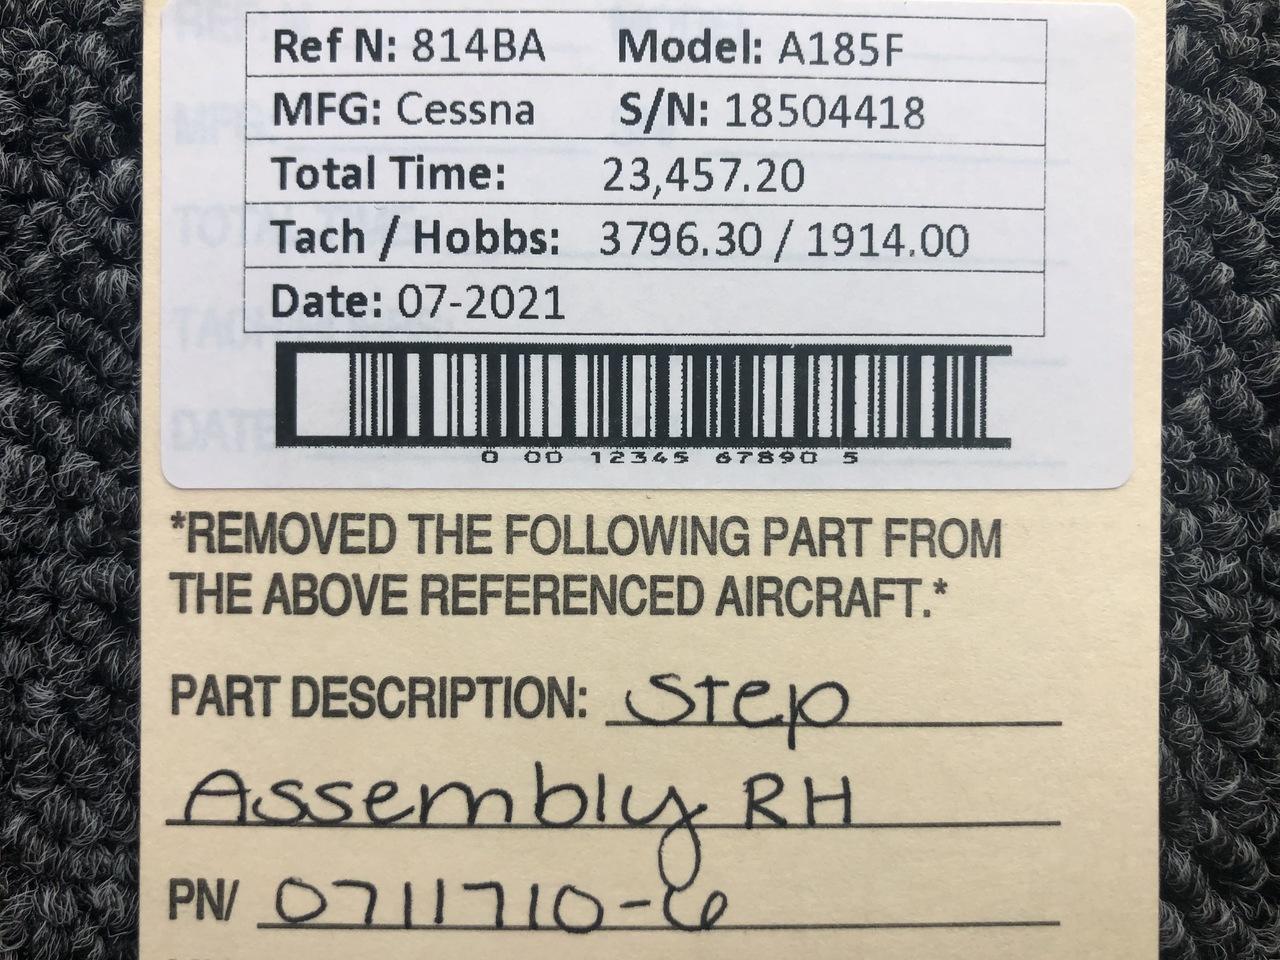 Ref N: 814BA Model: A185F
MFG: Cessna S/N: 18504418
Total Time: 23,457.20
Tach / Hobbs: 3796.30 / 1914.00
Date: 07-2021
0 00 12345 67890 5
*REMOVED THE FOLLOWING PART FROM
THE ABOVE REFERENCED AIRCRAFT.*
PART DESCRIPTION: Step
Assembly RH
PN/ 0711710-6